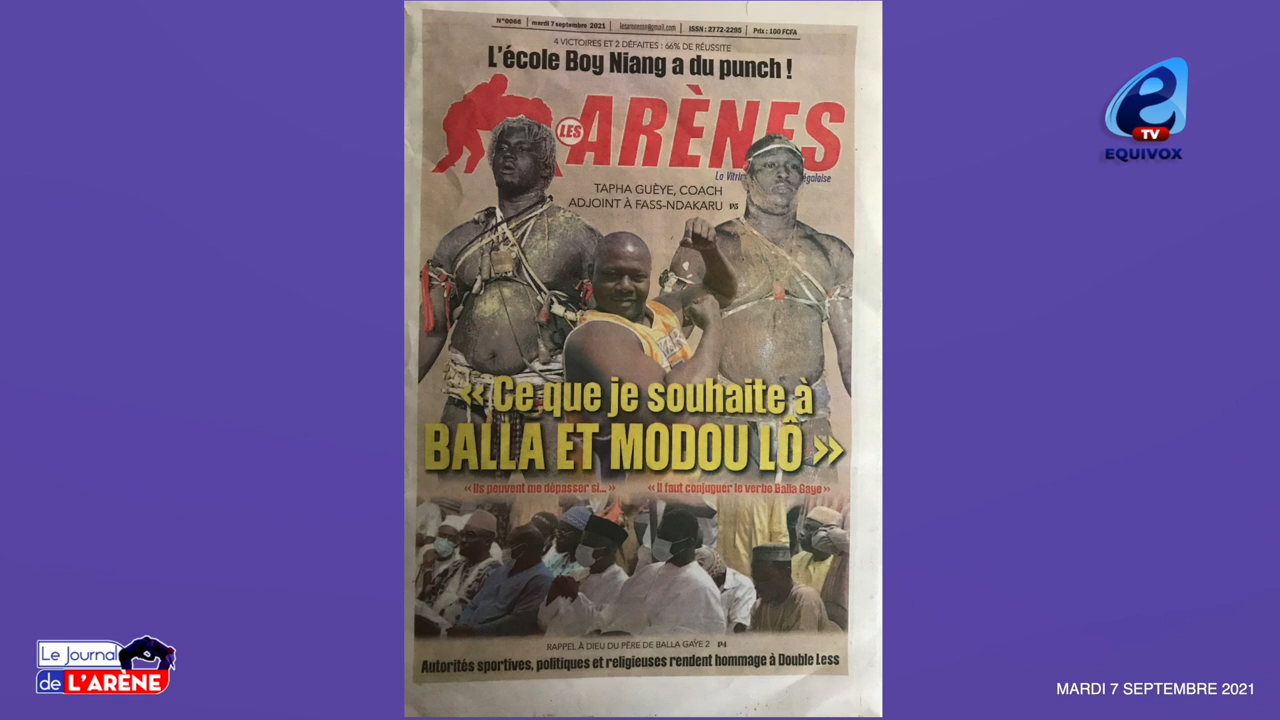 N°0066 | mardi 7 septembre 2021 | lesarenessn@gmail.com | ISSN : 2772-2295 | Prix : 100 FCFA
4 VICTOIRES ET 2 DÉFAITES : 66% DE RÉUSSITE
L'école Boy Niang a du punch !
LES ARÈNES
La Vitri
TAPHA GUÈYE, COACH
ADJOINT À FASS-NDAKARU P5
« Ce que je souhaite à
BALLA ET MODOU LÔ »
« Ils peuvent me dépasser si... » « Il faut conjuguer le verbe Balla Gaye »
RAPPEL À DIEU DU PÈRE DE BALLA GAYE 2 P4
Autorités sportives, politiques et religieuses rendent hommage à Double Less
e
TV
EQUIVOX
Le Journal
de L'ARÈNE
MARDI 7 SEPTEMBRE 2021